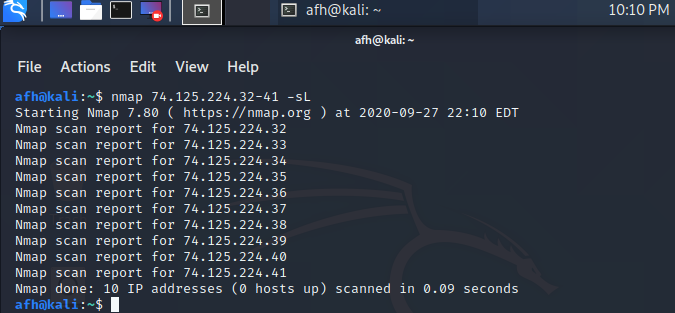 afh@kali: ~
10:10 PM
afh@kali: ~
File Actions Edit View Help
afh@kali:~$ nmap 74.125.224.32-41 -sL
Starting Nmap 7.80 ( https://nmap.org ) at 2020-09-27 22:10 EDT
Nmap scan report for 74.125.224.32
Nmap scan report for 74.125.224.33
Nmap scan report for 74.125.224.34
Nmap scan report for 74.125.224.35
Nmap scan report for 74.125.224.36
Nmap scan report for 74.125.224.37
Nmap scan report for 74.125.224.38
Nmap scan report for 74.125.224.39
Nmap scan report for 74.125.224.40
Nmap scan report for 74.125.224.41
Nmap done: 10 IP addresses (0 hosts up) scanned in 0.09 seconds
afh@kali:~$